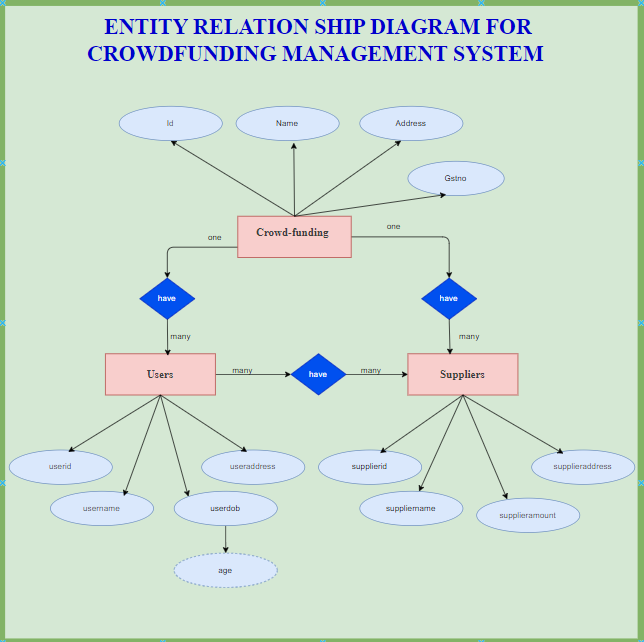 ENTITY RELATION SHIP DIAGRAM FOR
CROWDFUNDING MANAGEMENT SYSTEM
Id
Name
Address
Gstno
Crowd-funding
one
one
have
have
many
many
Users
many
have
many
Suppliers
userid
useraddress
supplierid
supplieraddress
username
userdob
suppliername
supplieramount
age